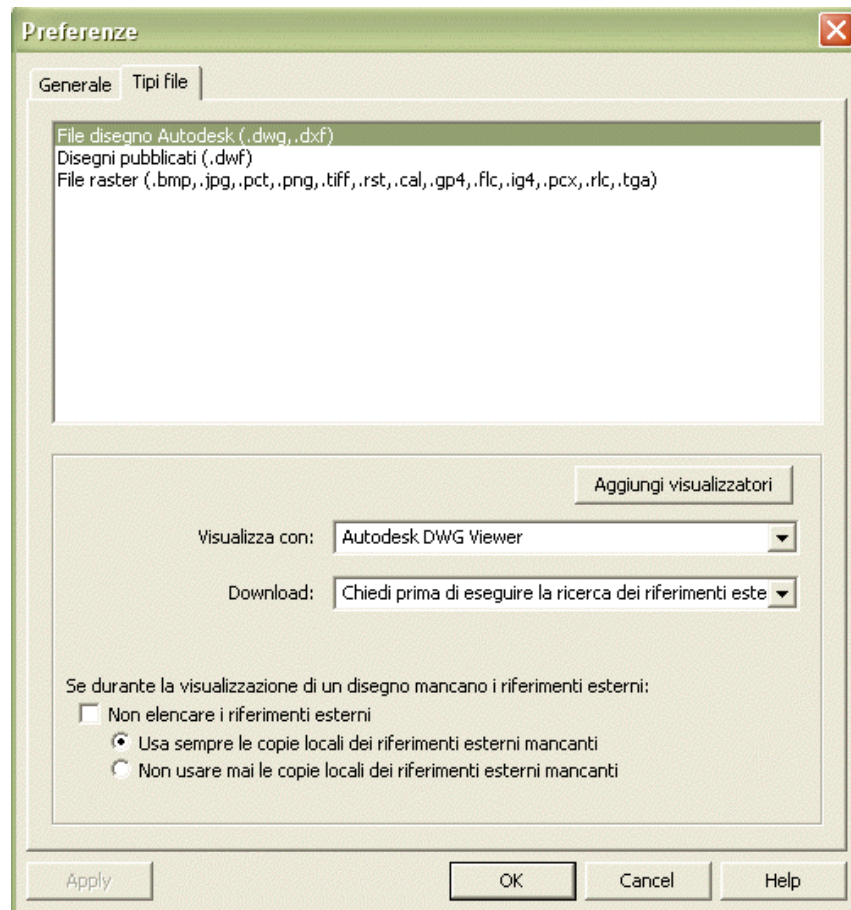 Preferenze
Generale Tipi file
File disegno Autodesk (.dwg,.dxf)
Disegni pubblicati (.dwf)
File raster (.bmp,.jpg,.pct,.png,.tiff,.rst,.cal,.gp4,.flc,.ig4,.pcx,.rlc,.tga)
Aggiungi visualizzatori
Visualizza con: Autodesk DWG Viewer
Download: Chiedi prima di eseguire la ricerca dei riferimenti este
Se durante la visualizzazione di un disegno mancano i riferimenti esterni:
Non elencare i riferimenti esterni
Usa sempre le copie locali dei riferimenti esterni mancanti
Non usare mai le copie locali dei riferimenti esterni mancanti
Apply OK Cancel Help